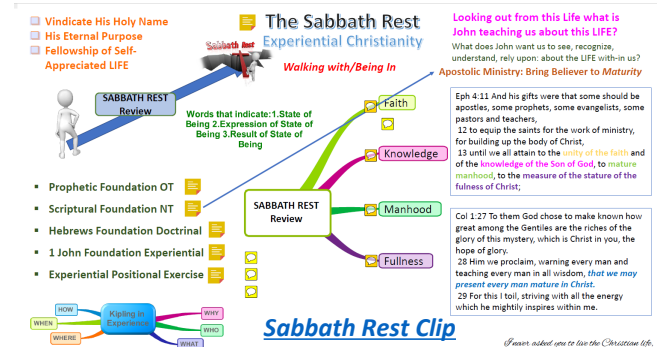 Vindicate His Holy Name
His Eternal Purpose
Fellowship of Self-
Appreciated LIFE
The Sabbath Rest
Experiential Christianity
Walking with/Being In
Sabbath Rest
SABBATH REST
Review
Words that indicate:1.State of
Being 2.Expression of State of
Being 3.Result of State of
Being
Looking out from this Life what is
John teaching us about this LIFE?
What does John want us to see, recognize,
understand, rely upon: about the LIFE with-in us?
Apostolic Ministry: Bring Believer to Maturity
Prophetic Foundation OT
Scriptural Foundation NT
Hebrews Foundation Doctrinal
1 John Foundation Experiential
Experiential Positional Exercise
SABBATH REST
Review
Faith
Knowledge
Manhood
Fullness
Eph 4:11 And his gifts were that some should be
apostles, some prophets, some evangelists, some
pastors and teachers,
12 to equip the saints for the work of ministry,
for building up the body of Christ,
13 until we all attain to the unity of the faith and
of the knowledge of the Son of God, to mature
manhood, to the measure of the stature of the
fulness of Christ;
Col 1:27 To them God chose to make known how
great among the Gentiles are the riches of the
glory of this mystery, which is Christ in you, the
hope of glory.
28 Him we proclaim, warning every man and
teaching every man in all wisdom, that we may
present every man mature in Christ.
29 For this I toil, striving with all the energy
which he mightily inspires within me.
Kipling in
Experience
HOW
WHEN
WHERE
WHY
WHO
WHAT
Sabbath Rest Clip
I never asked you to live the Christian life,